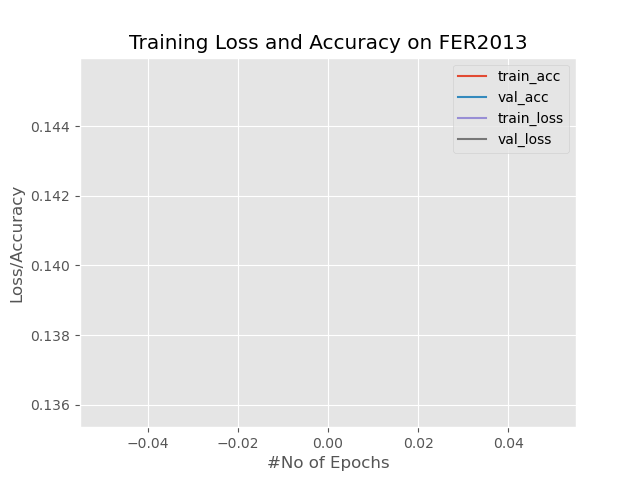 Training Loss and Accuracy on FER2013
train_acc
val_acc
train_loss
val_loss
Loss/Accuracy
0.144
0.142
0.140
0.138
0.136
−0.04 −0.02 0.00 0.02 0.04
#No of Epochs